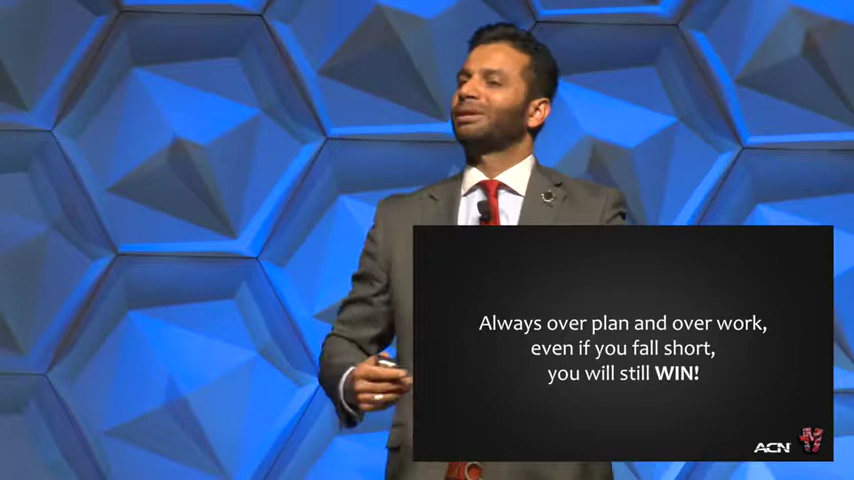 Always over plan and over work,
even if you fall short,
you will still WIN!
ACN